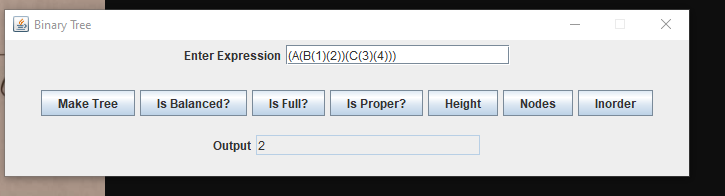 Binary Tree
Enter Expression (A(B(1)(2))(C(3)(4)))
Make Tree Is Balanced? Is Full? Is Proper? Height Nodes Inorder
Output 2